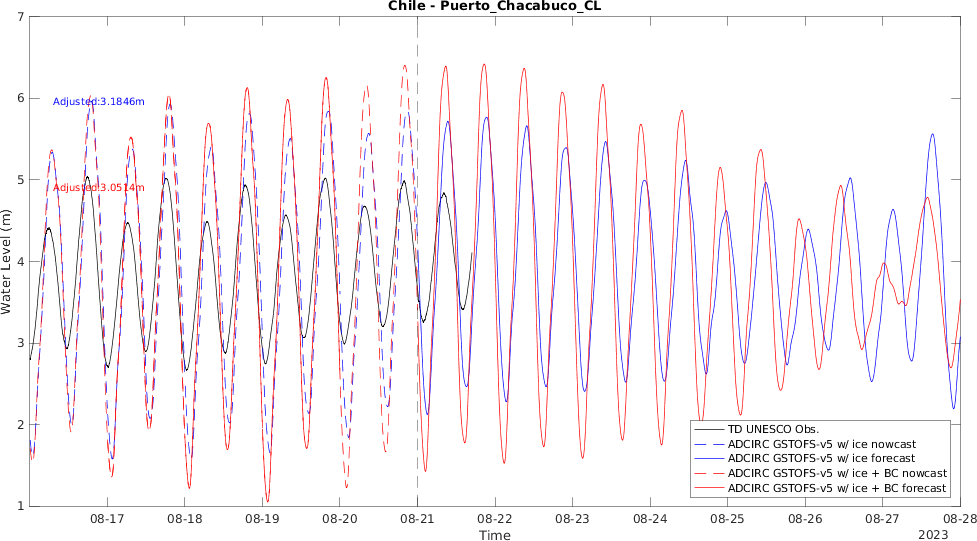 Chile - Puerto_Chacabuco_CL
7
6
5
4
3
2
1
Water Level (m)
Adjusted:3.1846m
Adjusted:3.0514m
TD UNESCO Obs.
ADCIRC GSTOFS-v5 w/ ice nowcast
ADCIRC GSTOFS-v5 w/ ice forecast
ADCIRC GSTOFS-v5 w/ ice + BC nowcast
ADCIRC GSTOFS-v5 w/ ice + BC forecast
08-17 08-18 08-19 08-20 08-21 08-22 08-23 08-24 08-25 08-26 08-27 08-28
Time
2023